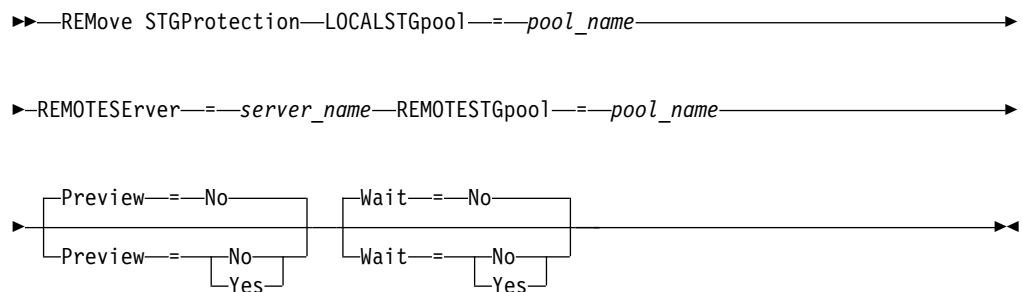 REMove STGProtection LOCALSTGpool = pool_name
REMOTESErver = server_name REMOTESTGpool = pool_name
Preview = No Wait = No
Preview = No Wait = No
Yes Yes